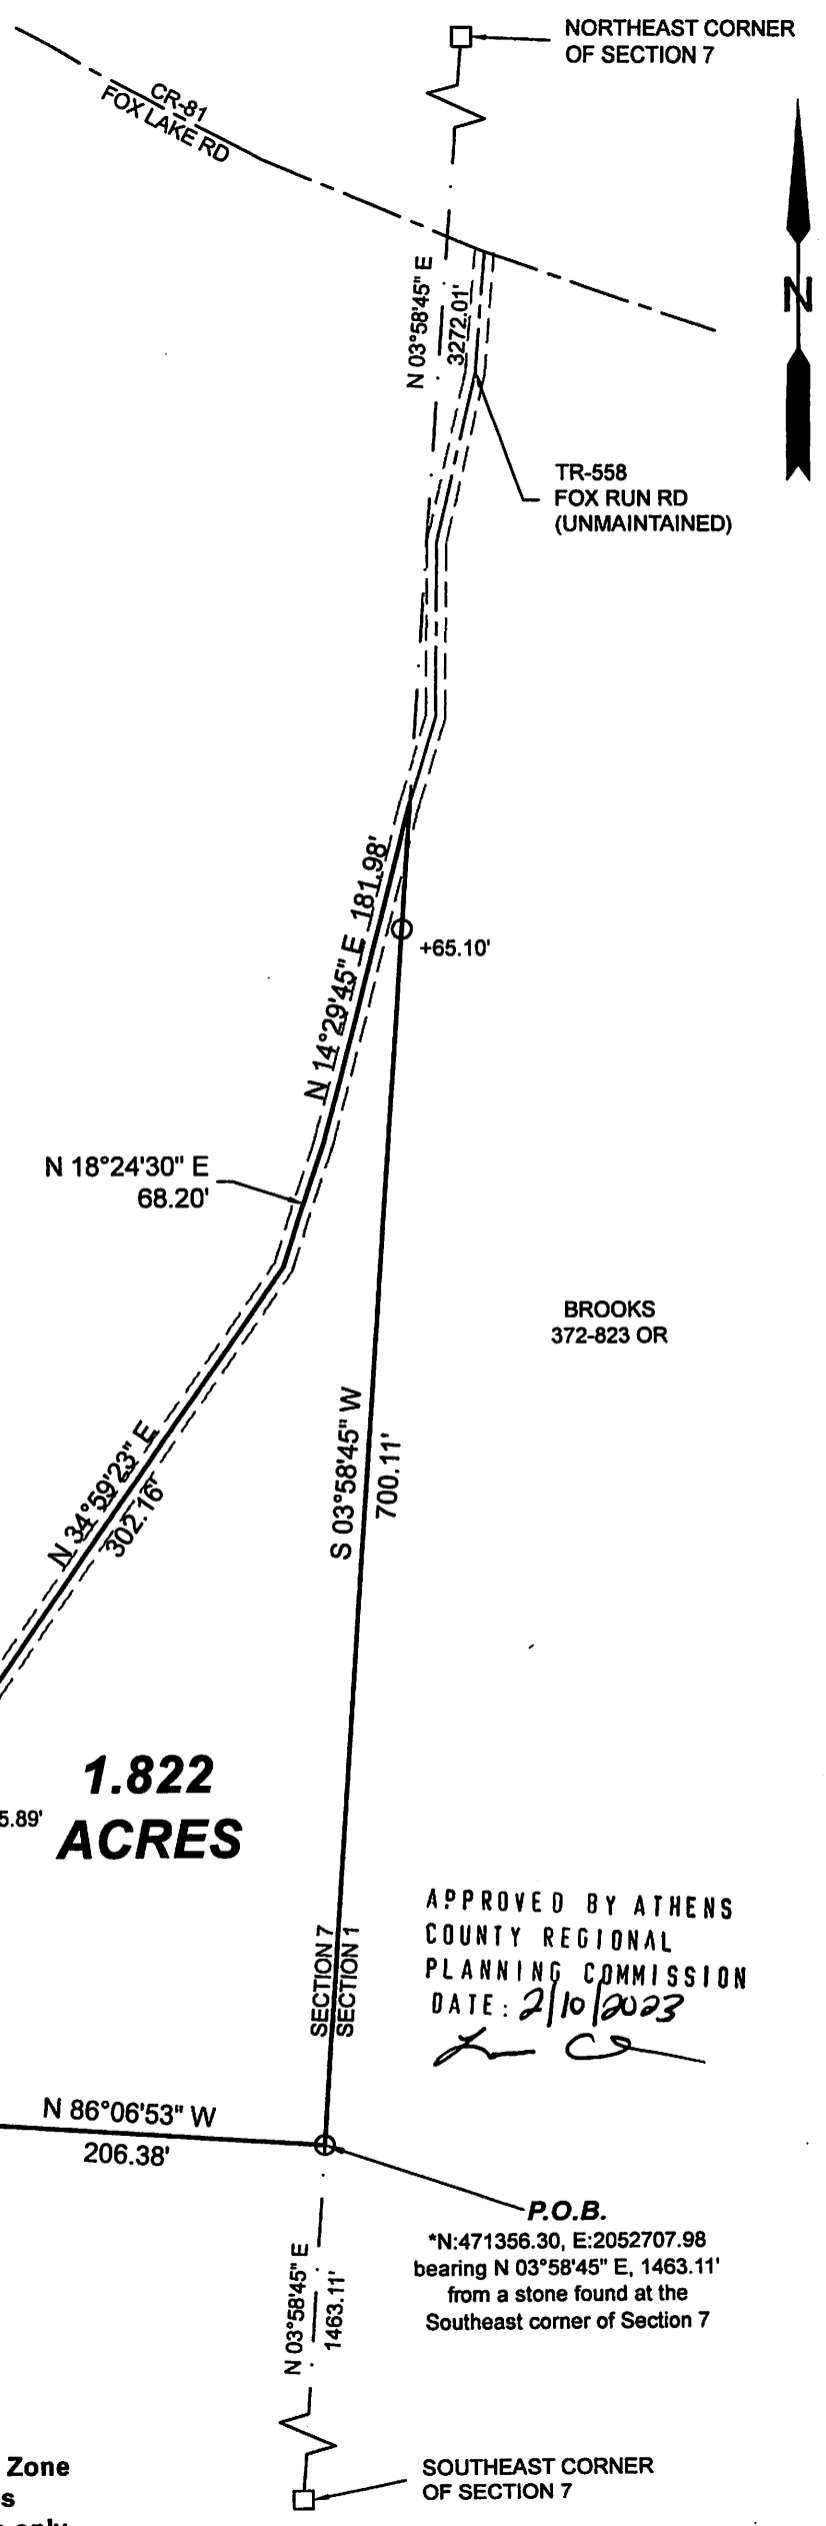 NORTHEAST CORNER
OF SECTION 7
CR-81
FOX LAKE RD
N
N 03°58'45" E
3272.01'
TR-558
FOX RUN RD
(UNMAINTAINED)
N 14°29'45" E 181.98'
+65.10'
N 18°24'30" E
68.20'
BROOKS
372-823 OR
N 34°59'23" E
302.16'
S 03°58'45" W
700.11'
1.822
ACRES
5.89'
SECTION 7
SECTION 1
APPROVED BY ATHENS
COUNTY REGIONAL
PLANNING COMMISSION
DATE: 2/10/2023
N 86°06'53" W
206.38'
P.O.B.
*N:471356.30, E:2052707.98
bearing N 03°58'45" E, 1463.11'
from a stone found at the
Southeast corner of Section 7
N 03°58'45" E
1463.11'
Zone
s
only
SOUTHEAST CORNER
OF SECTION 7